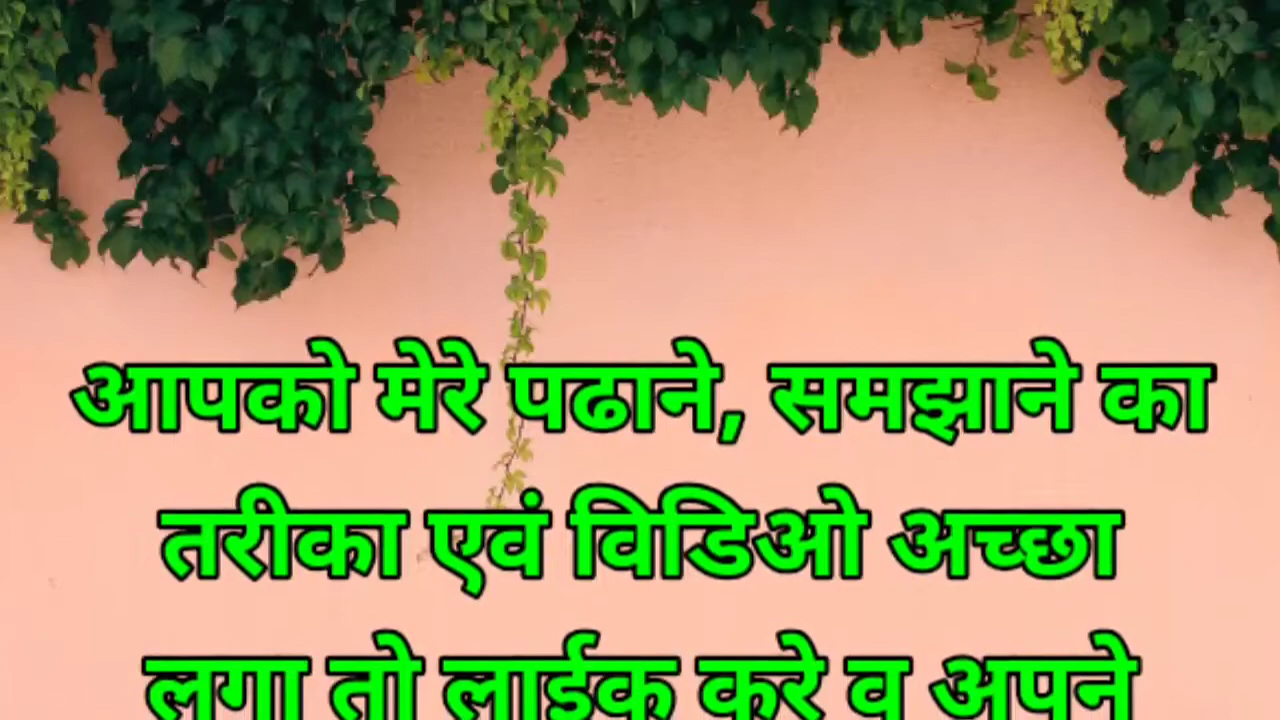 आपको मेरे पढाने, समझाने का
तरीका एवं विडिओ अच्छा
लगा तो लाईक करे व अपने